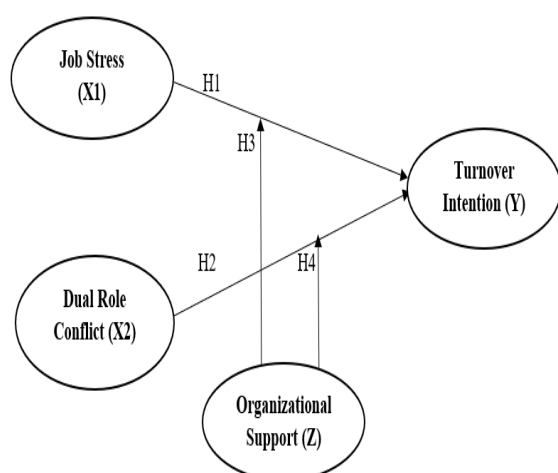 Job Stress
(X1)
H1
H3
Turnover
Intention (Y)
H2
H4
Dual Role
Conflict (X2)
Organizational
Support (Z)